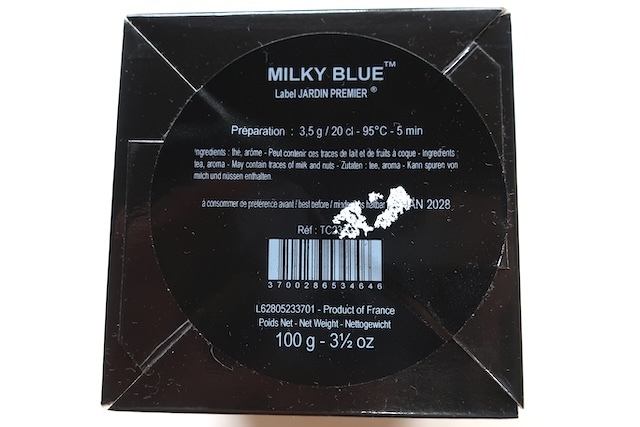 MILKY BLUE™
Label JARDIN PREMIER ®
Préparation : 3,5 g / 20 cl - 95°C - 5 min
Ingrédients : thé, arôme - Peut contenir des traces de lait et de fruits à coque - Ingredients :
tea, aroma - May contain traces of milk and nuts - Zutaten : tee, aroma - Kann spuren von
milch und nüssen enthalten.
à consommer de préférence avant / best before / haltbar 2028
Réf :
3700286534646
L62805233701 - Product of France
Poids Net - Net Weight - Nettogewicht
100 g - 3½ oz